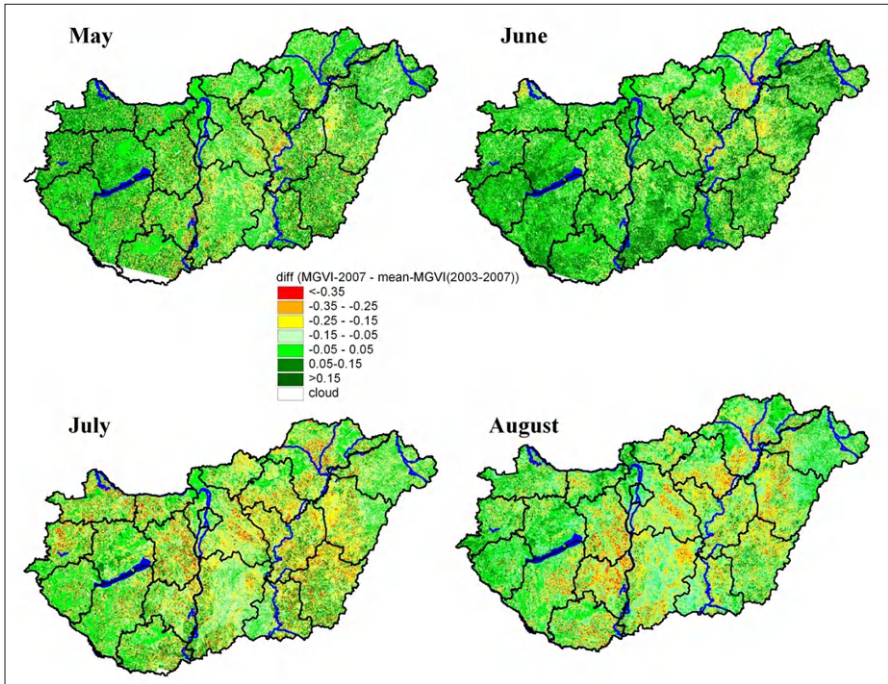 May
June
diff (MGVI-2007 - mean-MGVI(2003-2007))
<-0.35
-0.35 - -0.25
-0.25 - -0.15
-0.15 - -0.05
-0.05 - 0.05
0.05-0.15
>0.15
cloud
July
August